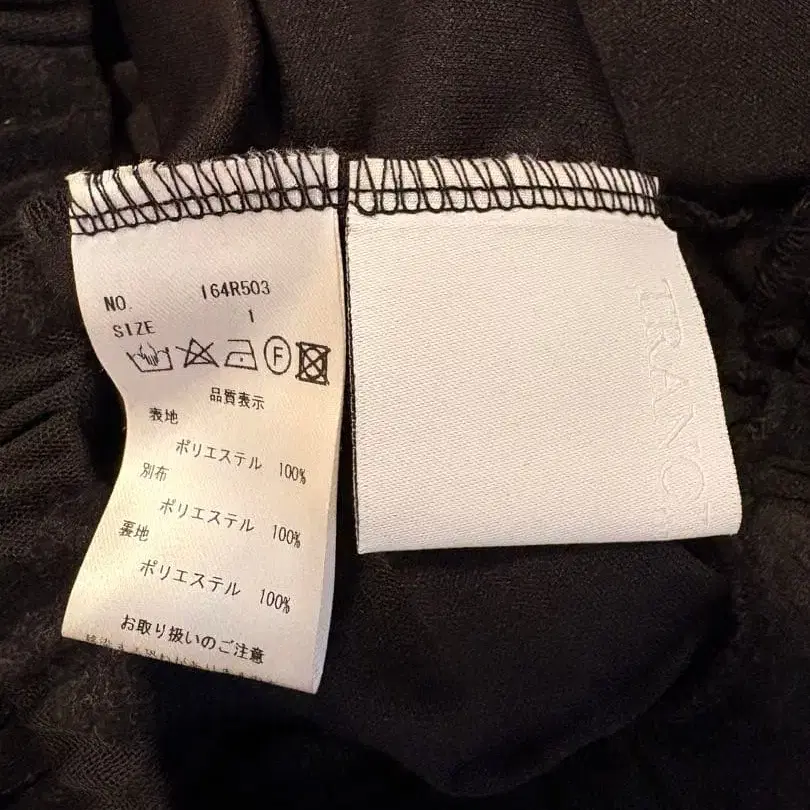 NO. 164R503
SIZE 1
F
品質表示
表地
ポリエステル 100%
別布
ポリエステル 100%
裏地
ポリエステル 100%
お取り扱いのご注意
TRANC